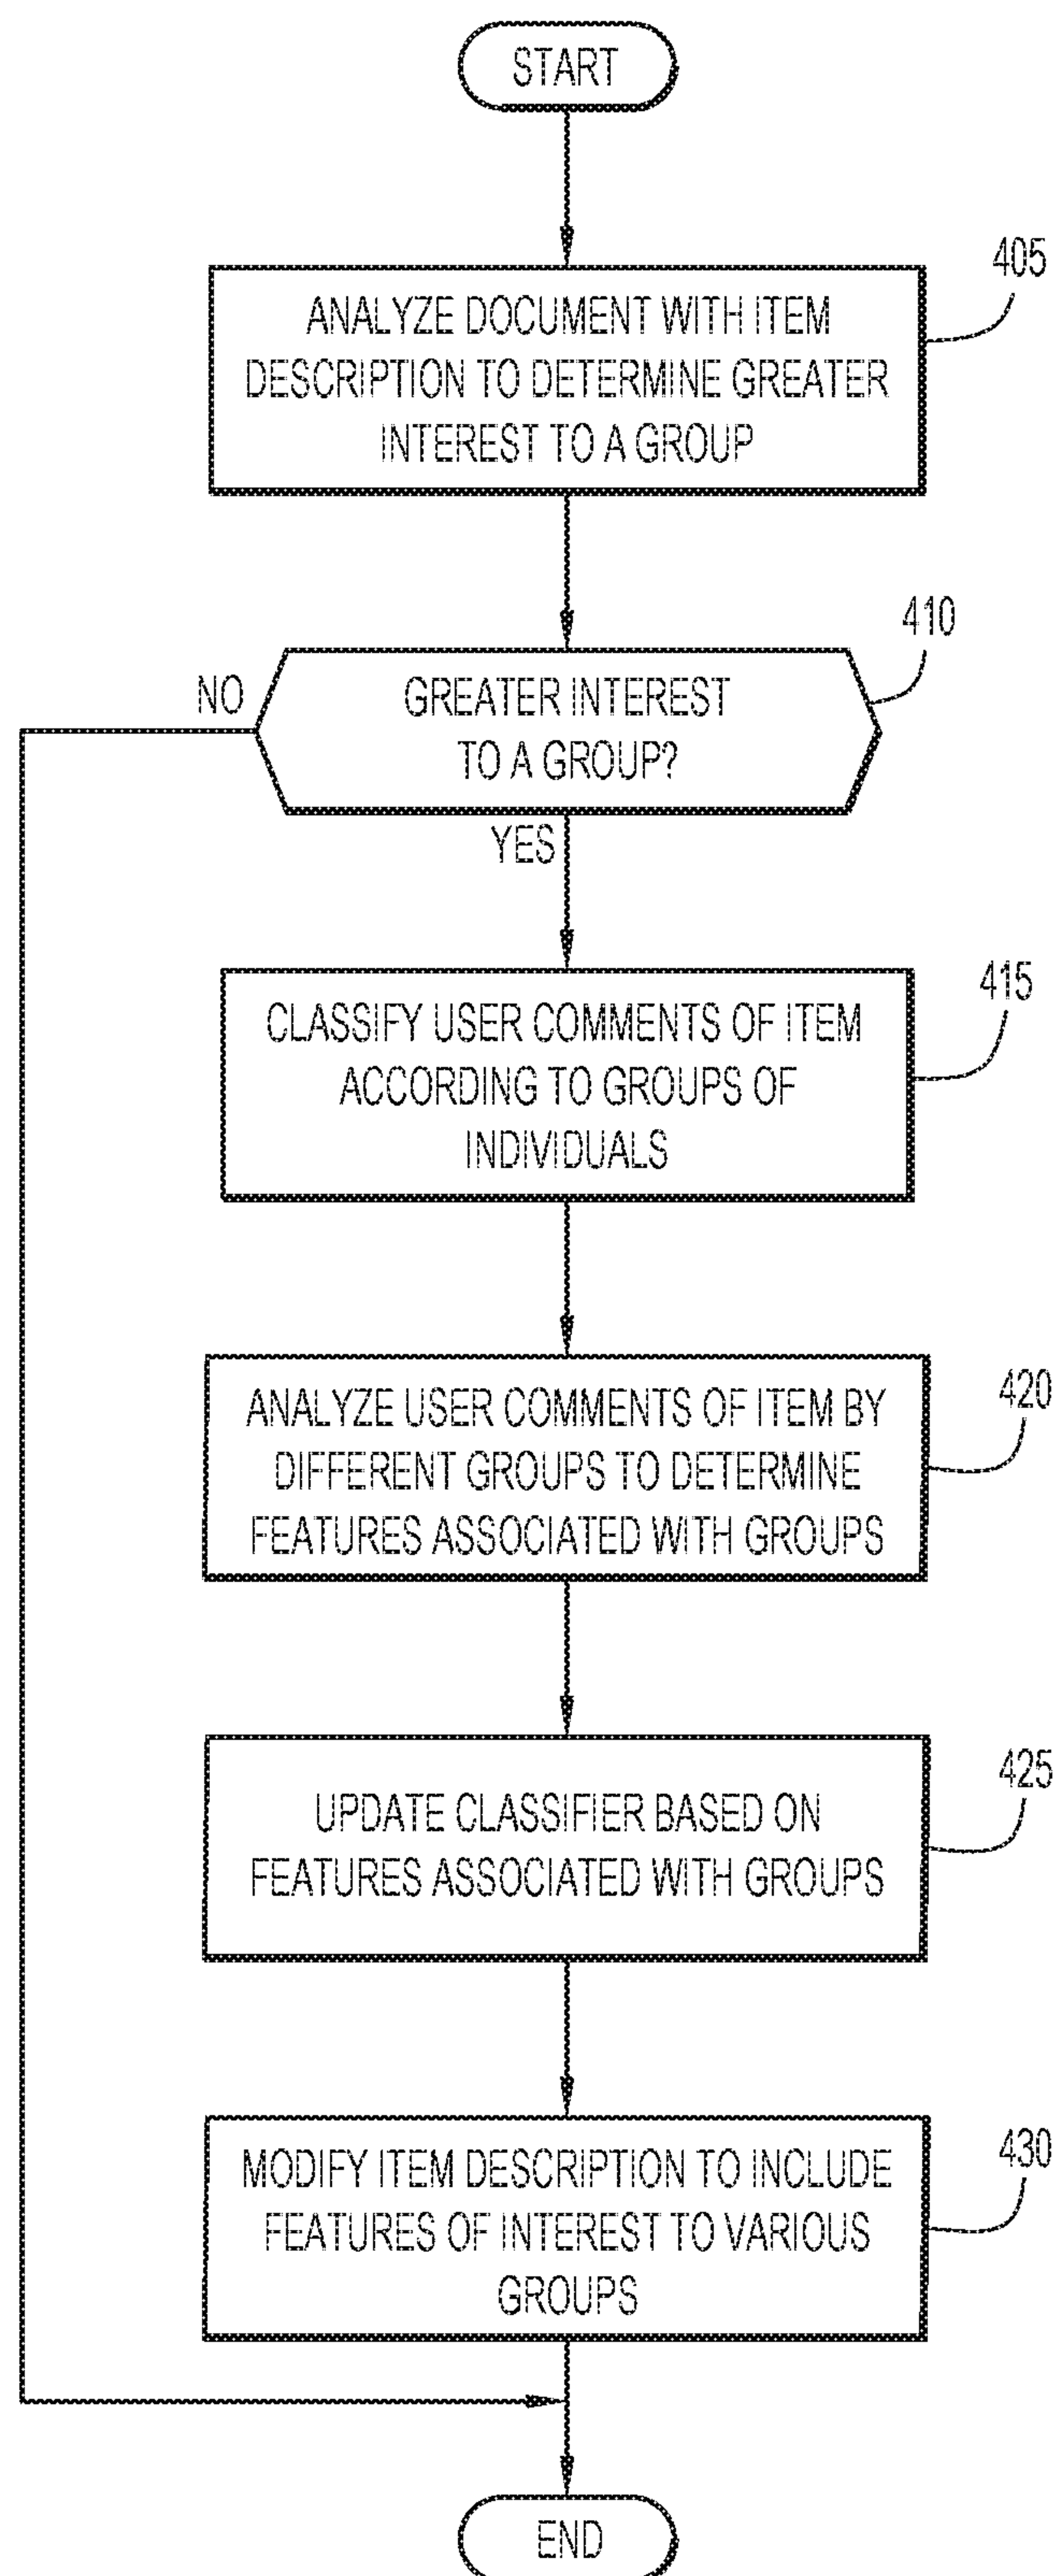 START
405
ANALYZE DOCUMENT WITH ITEM
DESCRIPTION TO DETERMINE GREATER
INTEREST TO A GROUP
410
NO
GREATER INTEREST
TO A GROUP?
YES
415
CLASSIFY USER COMMENTS OF ITEM
ACCORDING TO GROUPS OF
INDIVIDUALS
420
ANALYZE USER COMMENTS OF ITEM BY
DIFFERENT GROUPS TO DETERMINE
FEATURES ASSOCIATED WITH GROUPS
425
UPDATE CLASSIFIER BASED ON
FEATURES ASSOCIATED WITH GROUPS
430
MODIFY ITEM DESCRIPTION TO INCLUDE
FEATURES OF INTEREST TO VARIOUS
GROUPS
END